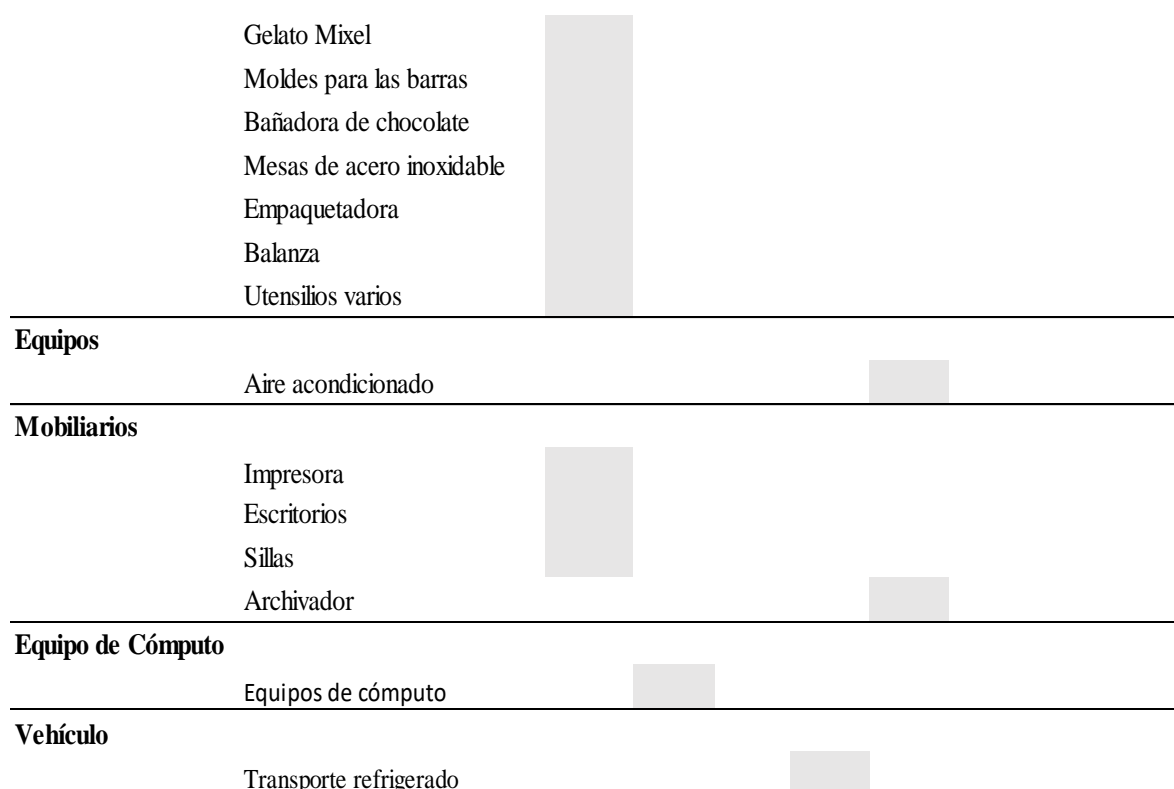 Gelato Mixel
Moldes para las barras
Bañadora de chocolate
Mesas de acero inoxidable
Empaquetadora
Balanza
Utensilios varios
Equipos
Aire acondicionado
Mobiliarios
Impresora
Escritorios
Sillas
Archivador
Equipo de Cómputo
Equipos de cómputo
Vehículo
Transporte refrigerado